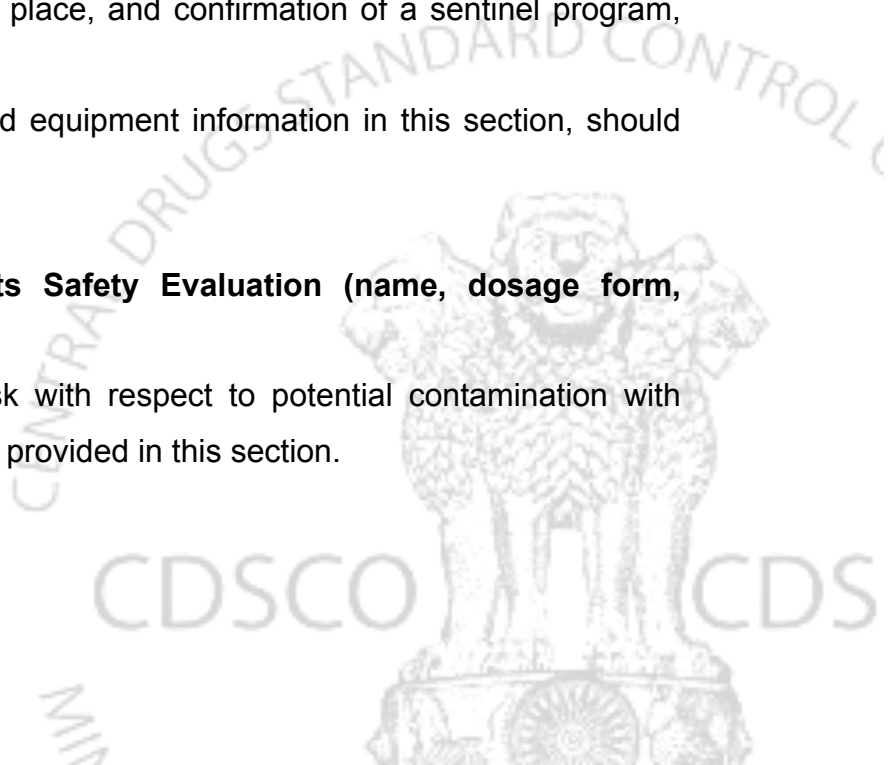 place, and confirmation of a sentinel program,
d equipment information in this section, should
ts Safety Evaluation (name, dosage form,
sk with respect to potential contamination with
provided in this section.
CENTRAL DRUGS STANDARD CONTROL
CDSCO
CDS
MIN